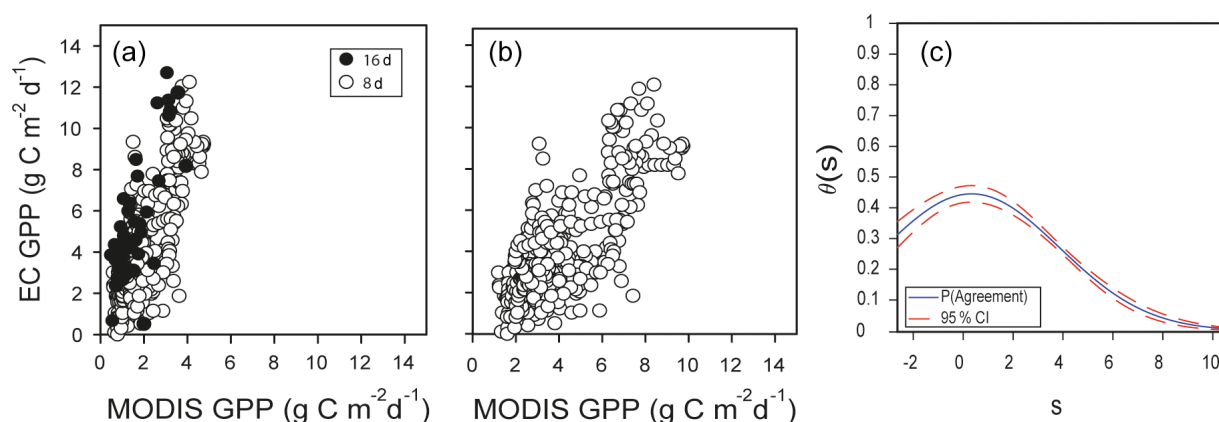 (a)
16 d
8 d
EC GPP (g C m⁻² d⁻¹)
14
12
10
8
6
4
2
0
0 2 4 6 8 10 12 14
MODIS GPP (g C m⁻²d⁻¹)
(b)
0 2 4 6 8 10 12 14
MODIS GPP (g C m⁻²d⁻¹)
(c)
θ(s)
1
0.9
0.8
0.7
0.6
0.5
0.4
0.3
0.2
0.1
0
P(Agreement)
95 % CI
-2 0 2 4 6 8 10
s